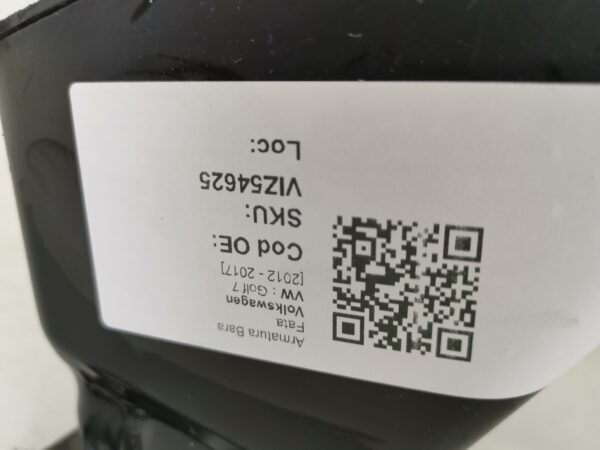 Armatura Bara
Fata
Volkswagen
VW : Golf 7
[2012 - 2017]
Cod OE:
SKU:
VIZ54625
Loc: